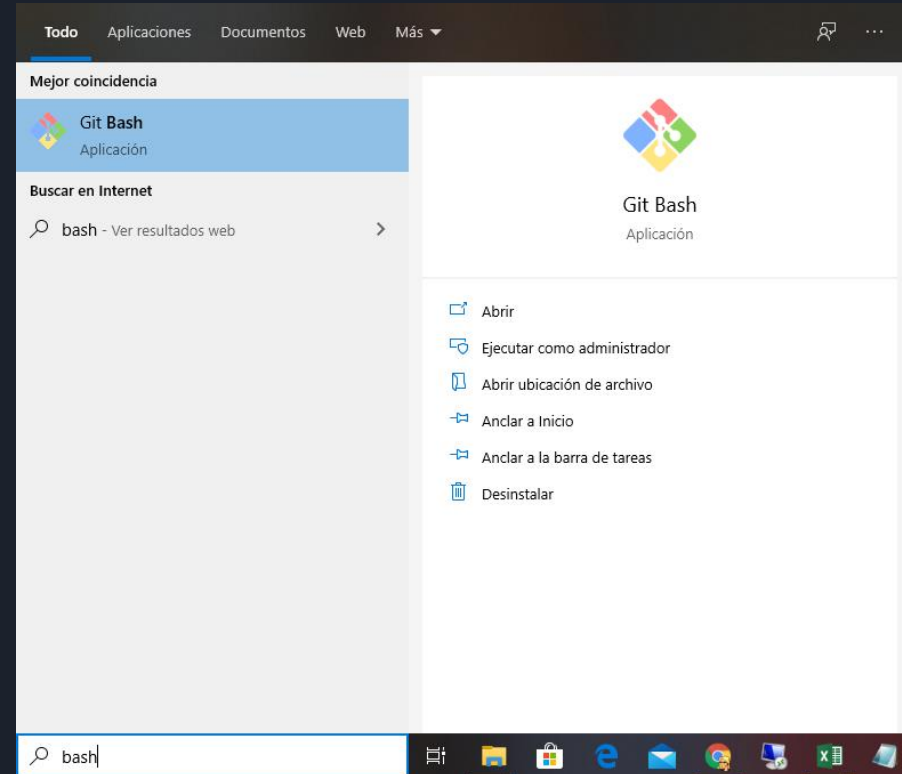 Todo Aplicaciones Documentos Web Más
Mejor coincidencia
Git Bash
Aplicación
Buscar en Internet
bash - Ver resultados web
Git Bash
Aplicación
Abrir
Ejecutar como administrador
Abrir ubicación de archivo
Anclar a Inicio
Anclar a la barra de tareas
Desinstalar
bash